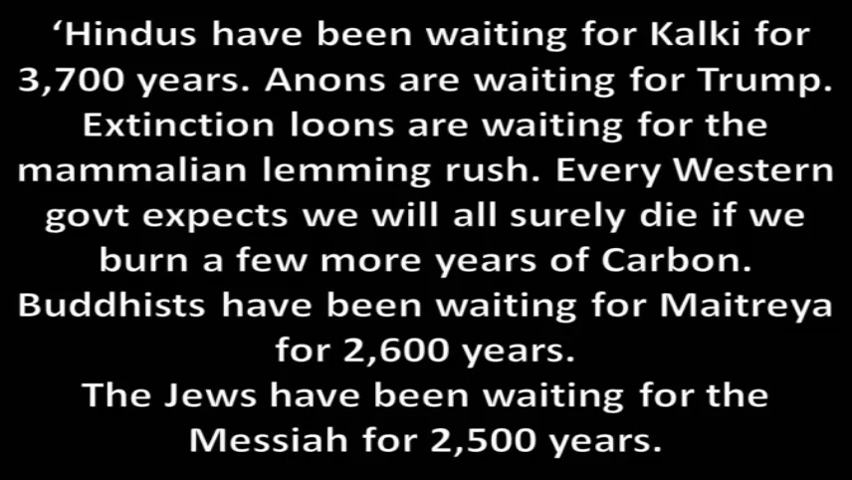 ‘Hindus have been waiting for Kalki for
3,700 years. Anons are waiting for Trump.
Extinction loons are waiting for the
mammalian lemming rush. Every Western
govt expects we will all surely die if we
burn a few more years of Carbon.
Buddhists have been waiting for Maitreya
for 2,600 years.
The Jews have been waiting for the
Messiah for 2,500 years.